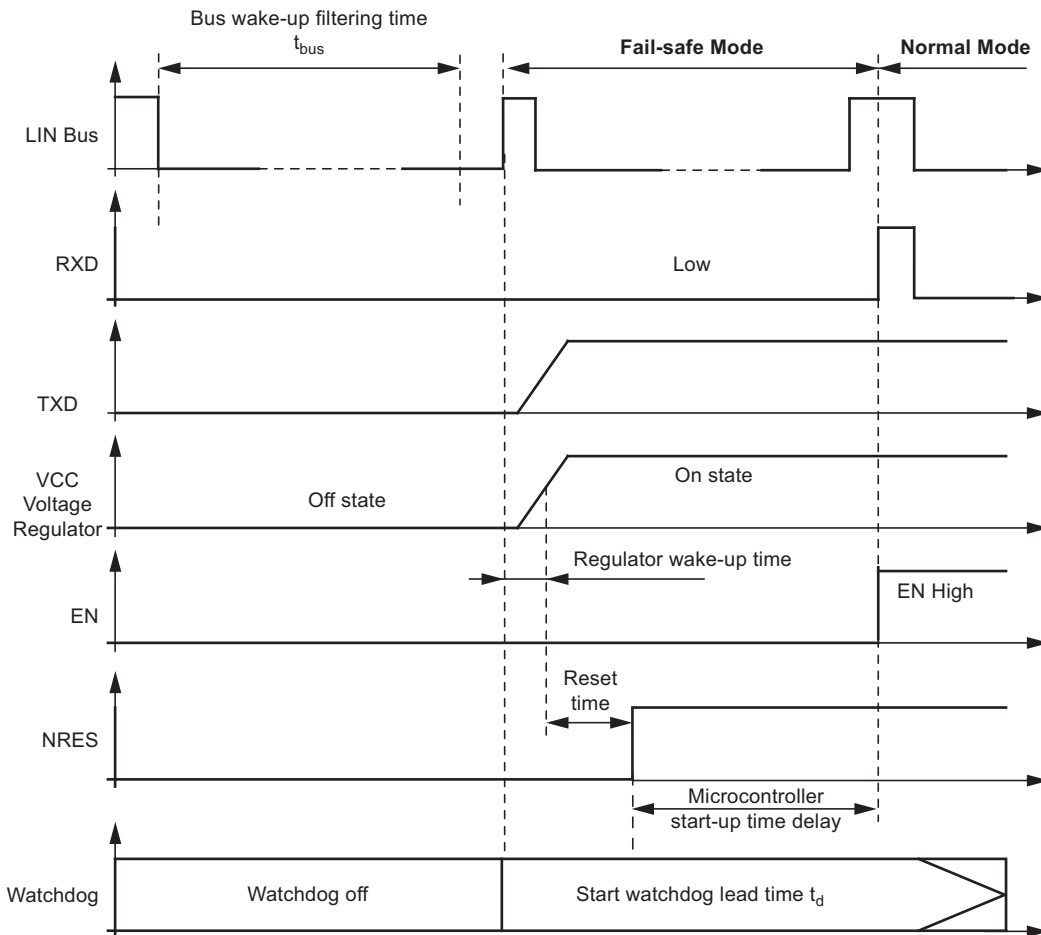 Bus wake-up filtering time
tbus
Fail-safe Mode
Normal Mode
LIN Bus
RXD
Low
TXD
VCC
Voltage
Regulator
Off state
On state
Regulator wake-up time
EN
EN High
Reset
time
NRES
Microcontroller
start-up time delay
Watchdog
Watchdog off
Start watchdog lead time td